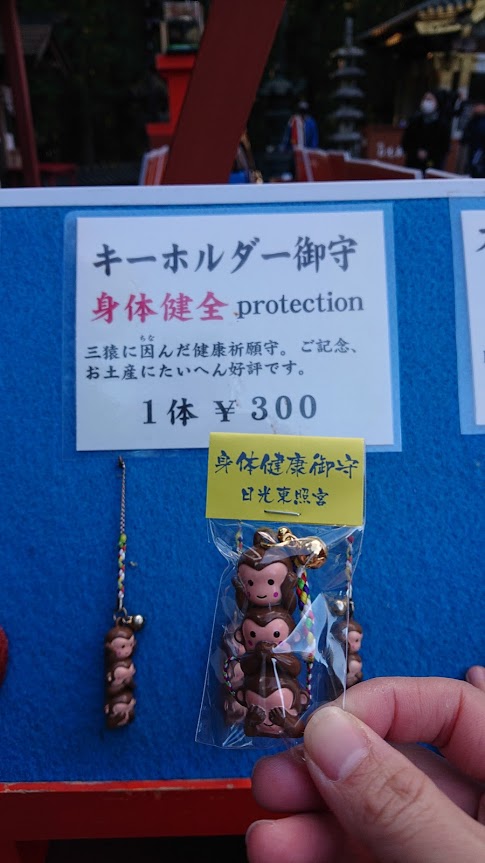 キーホルダー御守
身体健全 protection
三猿に因んだ健康祈願守。ご記念、
ちな
お土産にたいへん好評です。
1体 ¥300
身体健康御守
日光東照宮